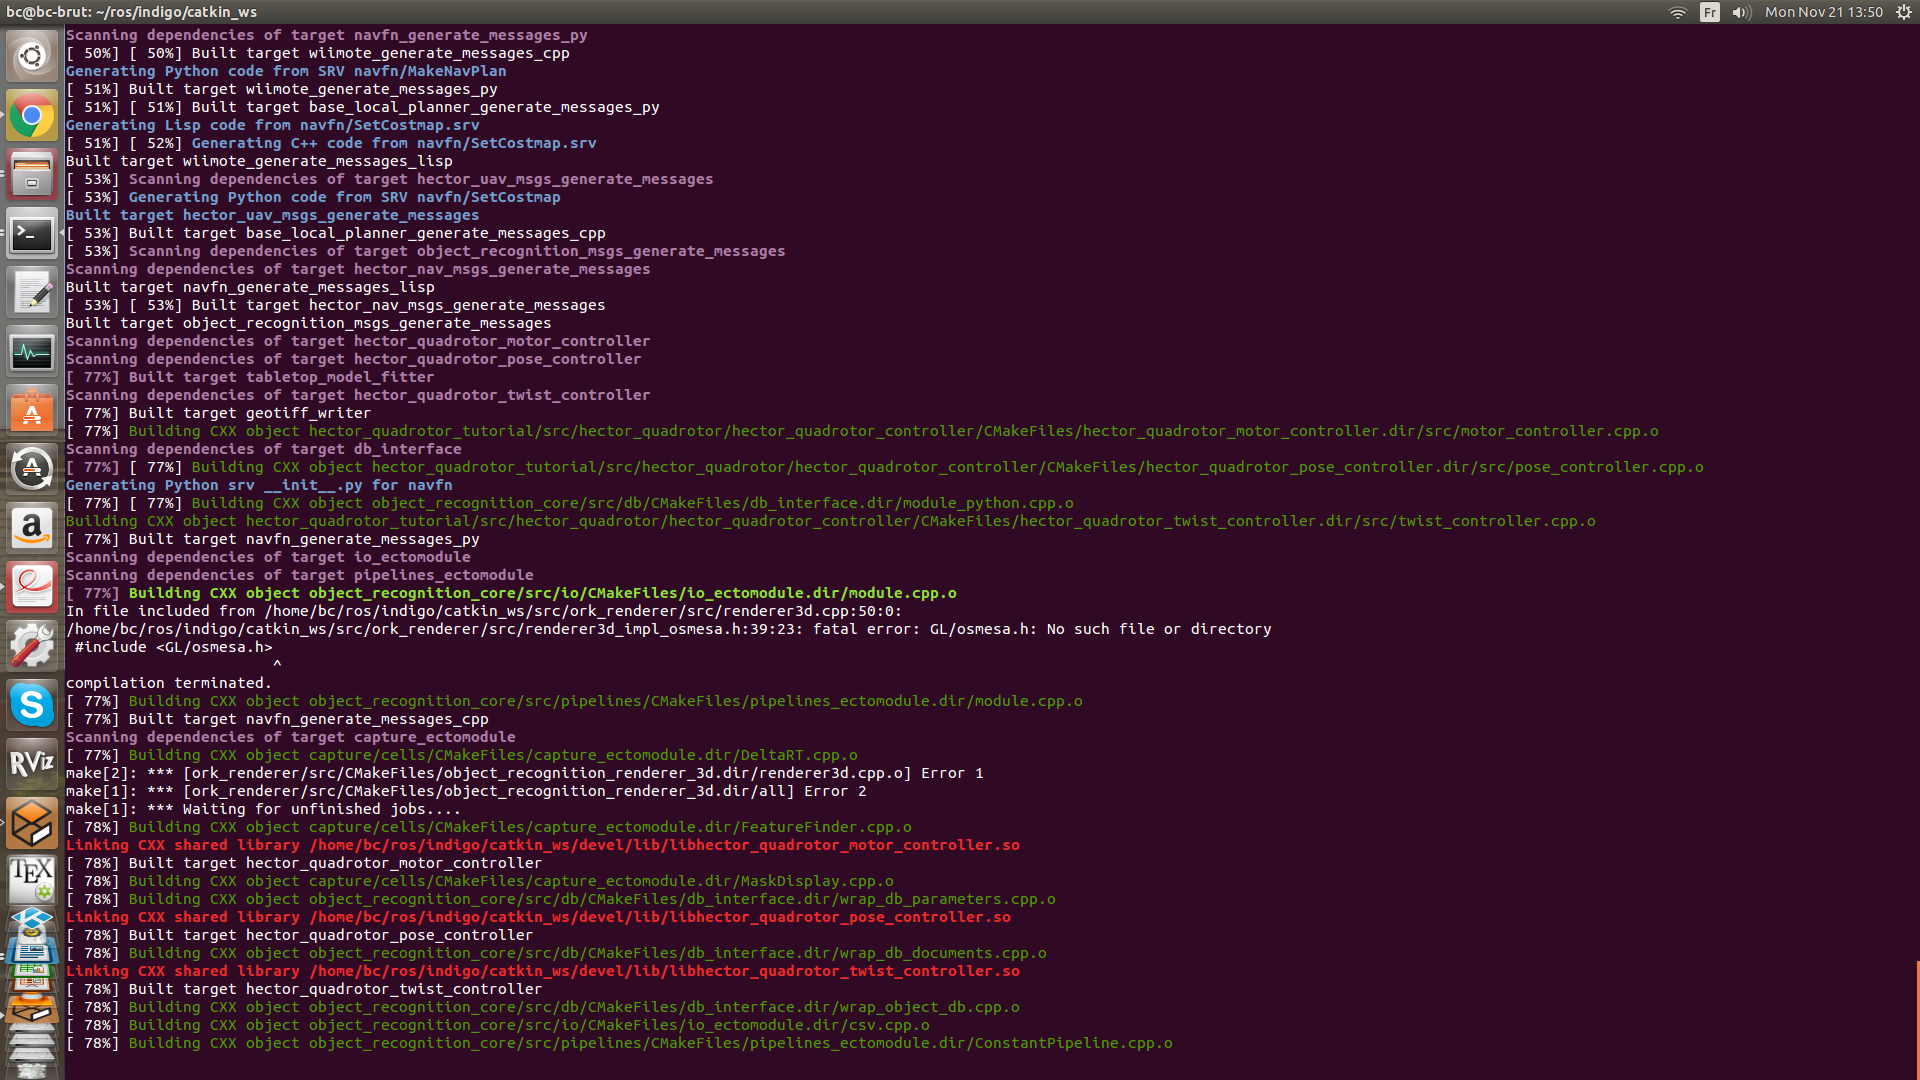 bc@bc-brut: ~/ros/indigo/catkin_ws
Fr
Mon Nov 21 13:50
Scanning dependencies of target navfn_generate_messages_py
[ 50%] [ 50%] Built target wiimote_generate_messages_cpp
Generating Python code from SRV navfn/MakeNavPlan
[ 51%] Built target wiimote_generate_messages_py
[ 51%] [ 51%] Built target base_local_planner_generate_messages_py
Generating Lisp code from navfn/SetCostmap.srv
[ 51%] [ 52%] Generating C++ code from navfn/SetCostmap.srv
Built target wiimote_generate_messages_lisp
[ 53%] Scanning dependencies of target hector_uav_msgs_generate_messages
[ 53%] Generating Python code from SRV navfn/SetCostmap
Built target hector_uav_msgs_generate_messages
[ 53%] Built target base_local_planner_generate_messages_cpp
[ 53%] Scanning dependencies of target object_recognition_msgs_generate_messages
Scanning dependencies of target hector_nav_msgs_generate_messages
Built target navfn_generate_messages_lisp
[ 53%] [ 53%] Built target hector_nav_msgs_generate_messages
Built target object_recognition_msgs_generate_messages
Scanning dependencies of target hector_quadrotor_motor_controller
Scanning dependencies of target hector_quadrotor_pose_controller
[ 77%] Built target tabletop_model_fitter
Scanning dependencies of target hector_quadrotor_twist_controller
[ 77%] Built target geotiff_writer
[ 77%] Building CXX object hector_quadrotor_tutorial/src/hector_quadrotor/hector_quadrotor_controller/CMakeFiles/hector_quadrotor_motor_controller.dir/src/motor_controller.cpp.o
Scanning dependencies of target db_interface
[ 77%] [ 77%] Building CXX object hector_quadrotor_tutorial/src/hector_quadrotor/hector_quadrotor_controller/CMakeFiles/hector_quadrotor_pose_controller.dir/src/pose_controller.cpp.o
Generating Python srv __init__.py for navfn
[ 77%] [ 77%] Building CXX object object_recognition_core/src/db/CMakeFiles/db_interface.dir/module_python.cpp.o
Building CXX object hector_quadrotor_tutorial/src/hector_quadrotor/hector_quadrotor_controller/CMakeFiles/hector_quadrotor_twist_controller.dir/src/twist_controller.cpp.o
[ 77%] Built target navfn_generate_messages_py
Scanning dependencies of target io_ectomodule
Scanning dependencies of target pipelines_ectomodule
[ 77%] Building CXX object object_recognition_core/src/io/CMakeFiles/io_ectomodule.dir/module.cpp.o
In file included from /home/bc/ros/indigo/catkin_ws/src/ork_renderer/src/renderer3d.cpp:50:0:
/home/bc/ros/indigo/catkin_ws/src/ork_renderer/src/renderer3d_impl_osmesa.h:39:23: fatal error: GL/osmesa.h: No such file or directory
#include <GL/osmesa.h>
^
compilation terminated.
[ 77%] Building CXX object object_recognition_core/src/pipelines/CMakeFiles/pipelines_ectomodule.dir/module.cpp.o
[ 77%] Built target navfn_generate_messages_cpp
Scanning dependencies of target capture_ectomodule
[ 77%] Building CXX object capture/cells/CMakeFiles/capture_ectomodule.dir/DeltaRT.cpp.o
make[2]: *** [ork_renderer/src/CMakeFiles/object_recognition_renderer_3d.dir/renderer3d.cpp.o] Error 1
make[1]: *** [ork_renderer/src/CMakeFiles/object_recognition_renderer_3d.dir/all] Error 2
make[1]: *** Waiting for unfinished jobs....
[ 78%] Building CXX object capture/cells/CMakeFiles/capture_ectomodule.dir/FeatureFinder.cpp.o
Linking CXX shared library /home/bc/ros/indigo/catkin_ws/devel/lib/libhector_quadrotor_motor_controller.so
[ 78%] Built target hector_quadrotor_motor_controller
[ 78%] Building CXX object capture/cells/CMakeFiles/capture_ectomodule.dir/MaskDisplay.cpp.o
[ 78%] Building CXX object object_recognition_core/src/db/CMakeFiles/db_interface.dir/wrap_db_parameters.cpp.o
Linking CXX shared library /home/bc/ros/indigo/catkin_ws/devel/lib/libhector_quadrotor_pose_controller.so
[ 78%] Built target hector_quadrotor_pose_controller
[ 78%] Building CXX object object_recognition_core/src/db/CMakeFiles/db_interface.dir/wrap_db_documents.cpp.o
Linking CXX shared library /home/bc/ros/indigo/catkin_ws/devel/lib/libhector_quadrotor_twist_controller.so
[ 78%] Built target hector_quadrotor_twist_controller
[ 78%] Building CXX object object_recognition_core/src/db/CMakeFiles/db_interface.dir/wrap_object_db.cpp.o
[ 78%] Building CXX object object_recognition_core/src/io/CMakeFiles/io_ectomodule.dir/csv.cpp.o
[ 78%] Building CXX object object_recognition_core/src/pipelines/CMakeFiles/pipelines_ectomodule.dir/ConstantPipeline.cpp.o
RViz
TEX